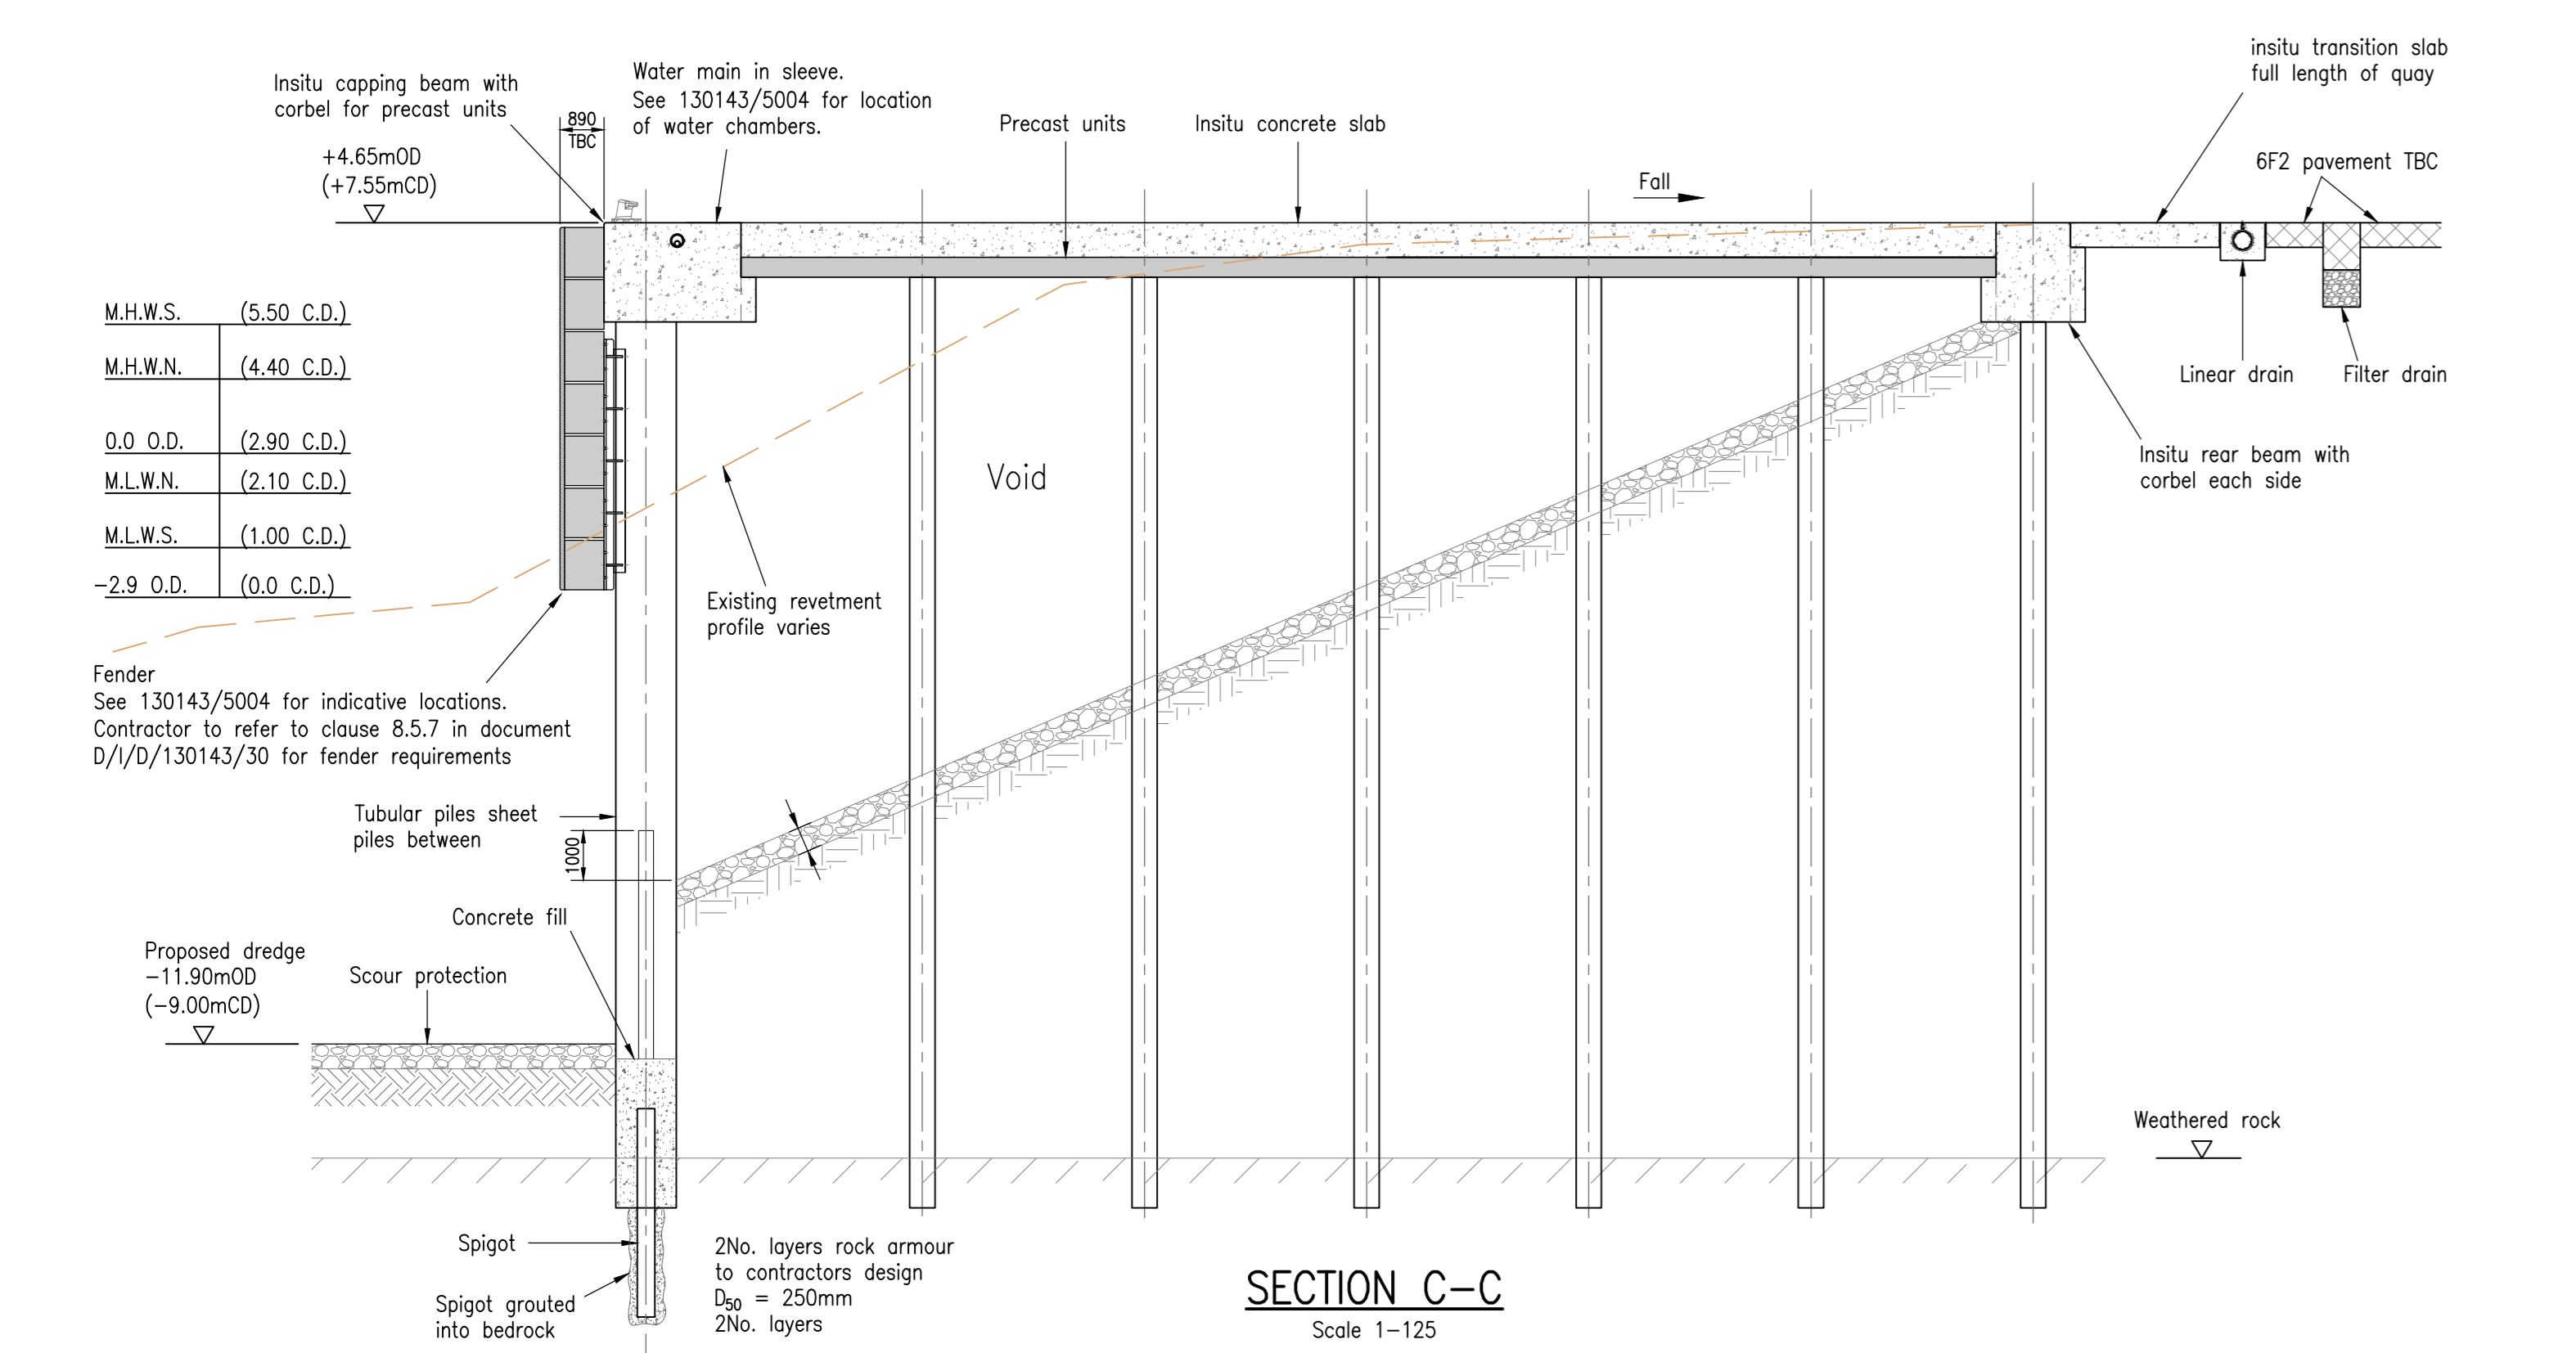 insitu transition slab
full length of quay
Water main in sleeve.
See 130143/5004 for location
of water chambers.
Insitu capping beam with
corbel for precast units
890
TBC
Precast units
Insitu concrete slab
+4.65mOD
(+7.55mCD)
Fall
6F2 pavement TBC
M.H.W.S. (5.50 C.D.)
M.H.W.N. (4.40 C.D.)
0.0 O.D. (2.90 C.D.)
M.L.W.N. (2.10 C.D.)
M.L.W.S. (1.00 C.D.)
-2.9 O.D. (0.0 C.D.)
Linear drain
Filter drain
Void
Insitu rear beam with
corbel each side
Existing revetment
profile varies
Fender
See 130143/5004 for indicative locations.
Contractor to refer to clause 8.5.7 in document
D/I/D/130143/30 for fender requirements
Tubular piles sheet
piles between
1000
Concrete fill
Proposed dredge
-11.90mOD
(-9.00mCD)
Scour protection
Weathered rock
Spigot
Spigot grouted
into bedrock
2No. layers rock armour
to contractors design
D50 = 250mm
2No. layers
SECTION C-C
Scale 1-125